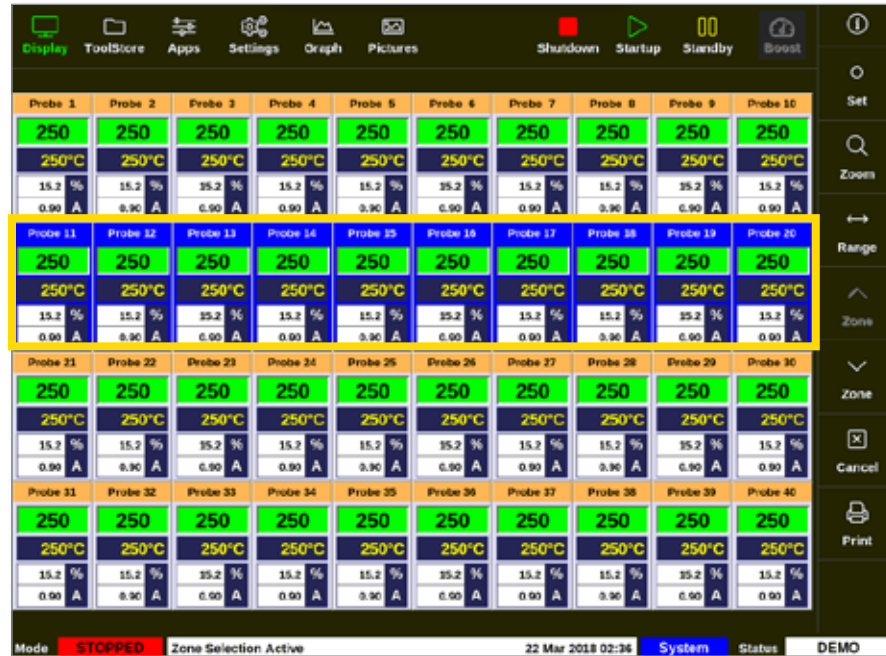 Display ToolStore Apps Settings Graph Pictures Shutdown Startup Standby Boost
Set
Zoom
Range
Zone
Zone
Cancel
Print
Probe 1 Probe 2 Probe 3 Probe 4 Probe 5 Probe 6 Probe 7 Probe 8 Probe 9 Probe 10
250 250 250 250 250 250 250 250 250 250
250°C 250°C 250°C 250°C 250°C 250°C 250°C 250°C 250°C 250°C
15.2 % 15.2 % 15.2 % 15.2 % 15.2 % 15.2 % 15.2 % 15.2 % 15.2 % 15.2 %
0.90 A 0.90 A 0.90 A 0.90 A 0.90 A 0.90 A 0.90 A 0.90 A 0.90 A 0.90 A
Probe 11 Probe 12 Probe 13 Probe 14 Probe 15 Probe 16 Probe 17 Probe 18 Probe 19 Probe 20
250 250 250 250 250 250 250 250 250 250
250°C 250°C 250°C 250°C 250°C 250°C 250°C 250°C 250°C 250°C
15.2 % 15.2 % 15.2 % 15.2 % 15.2 % 15.2 % 15.2 % 15.2 % 15.2 % 15.2 %
0.90 A 0.90 A 0.90 A 0.90 A 0.90 A 0.90 A 0.90 A 0.90 A 0.90 A 0.90 A
Probe 21 Probe 22 Probe 23 Probe 24 Probe 25 Probe 26 Probe 27 Probe 28 Probe 29 Probe 30
250 250 250 250 250 250 250 250 250 250
250°C 250°C 250°C 250°C 250°C 250°C 250°C 250°C 250°C 250°C
15.2 % 15.2 % 15.2 % 15.2 % 15.2 % 15.2 % 15.2 % 15.2 % 15.2 % 15.2 %
0.90 A 0.90 A 0.90 A 0.90 A 0.90 A 0.90 A 0.90 A 0.90 A 0.90 A 0.90 A
Probe 31 Probe 32 Probe 33 Probe 34 Probe 35 Probe 36 Probe 37 Probe 38 Probe 39 Probe 40
250 250 250 250 250 250 250 250 250 250
250°C 250°C 250°C 250°C 250°C 250°C 250°C 250°C 250°C 250°C
15.2 % 15.2 % 15.2 % 15.2 % 15.2 % 15.2 % 15.2 % 15.2 % 15.2 % 15.2 %
0.90 A 0.90 A 0.90 A 0.90 A 0.90 A 0.90 A 0.90 A 0.90 A 0.90 A 0.90 A
Mode STOPPED Zone Selection Active 22 Mar 2018 02:36 System Status DEMO